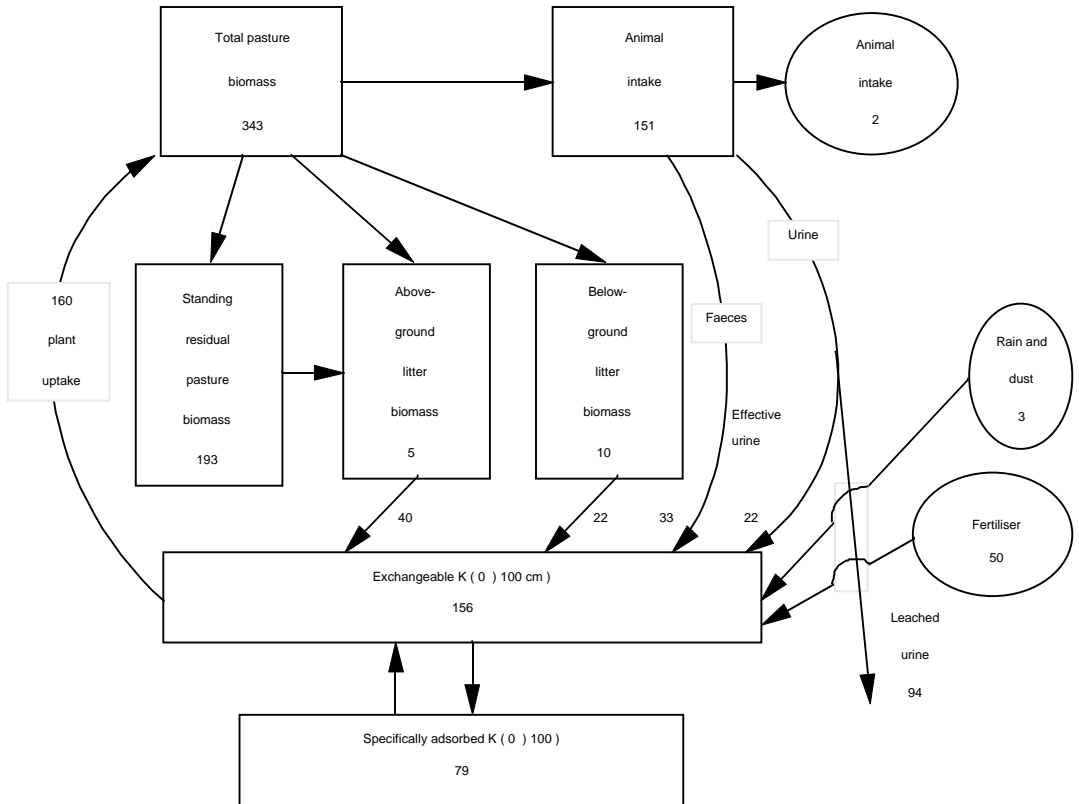 Total pasture
biomass
343
Animal
intake
151
Animal
intake
2
Urine
160
plant
uptake
Standing
residual
pasture
biomass
193
Above-
ground
litter
biomass
5
Below-
ground
litter
biomass
10
Faeces
Effective
urine
Rain and
dust
3
40
22
33
22
Fertiliser
50
Exchangeable K ( 0 ) 100 cm )
156
Leached
urine
94
Specifically adsorbed K ( 0 ) 100 )
79